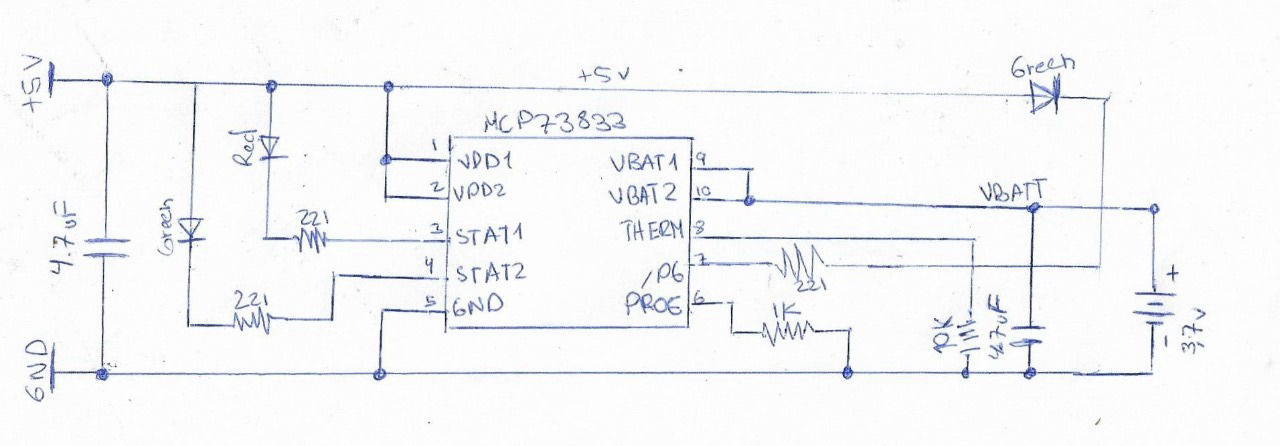 Green
+5V
+5V
MCP73833
Red
1
VDD1
VBAT1
9
2
VDD2
VBAT2
10
VBATT
4.7uF
Green
221
3
STAT1
THERM
8
4
STAT2
/PG
7
221
+
221
5
GND
PROG
6
1K
10K
4.7uF
-
3,7V
GND